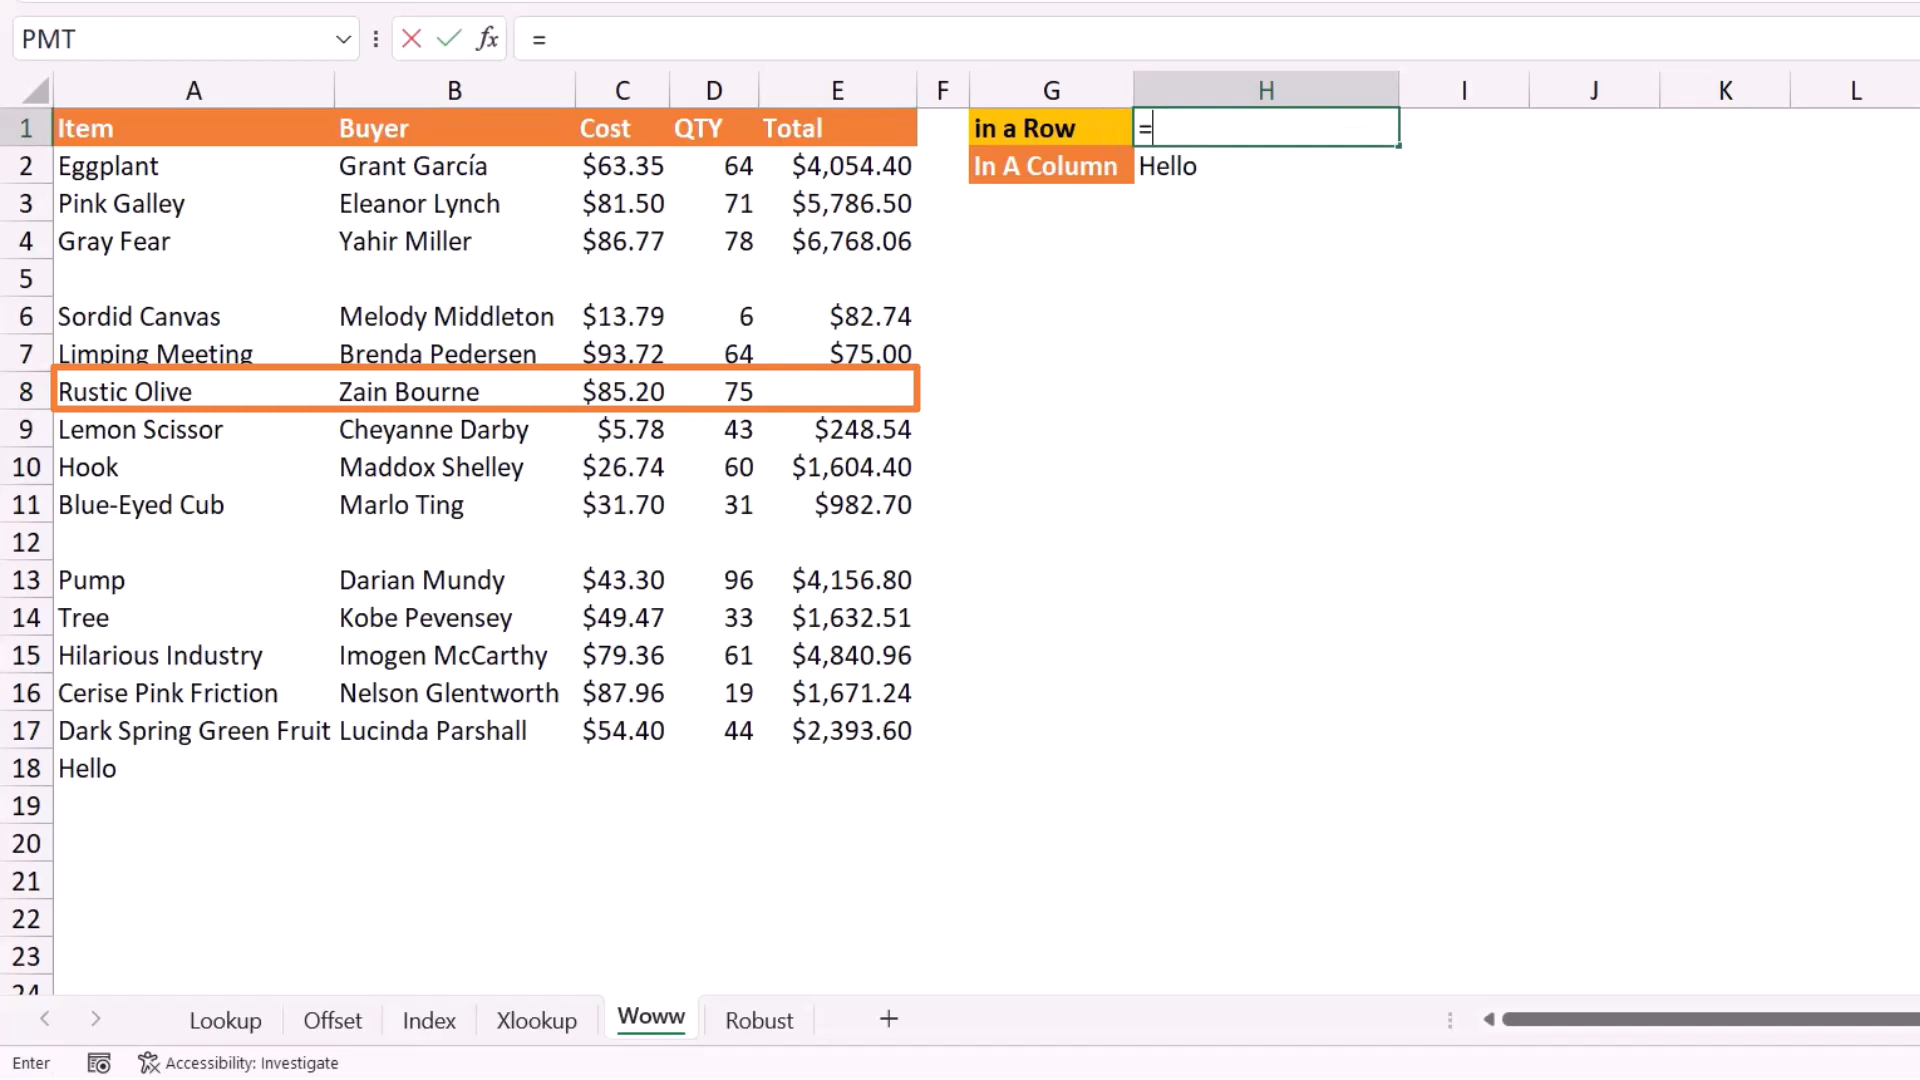 PMT fx =
A B C D E F G H I J K L
1 Item Buyer Cost QTY Total in a Row =
2 Eggplant Grant García $63.35 64 $4,054.40 In A Column Hello
3 Pink Galley Eleanor Lynch $81.50 71 $5,786.50
4 Gray Fear Yahir Miller $86.77 78 $6,768.06
5
6 Sordid Canvas Melody Middleton $13.79 6 $82.74
7 Limping Meeting Brenda Pedersen $93.72 64 $75.00
8 Rustic Olive Zain Bourne $85.20 75
9 Lemon Scissor Cheyanne Darby $5.78 43 $248.54
10 Hook Maddox Shelley $26.74 60 $1,604.40
11 Blue-Eyed Cub Marlo Ting $31.70 31 $982.70
12
13 Pump Darian Mundy $43.30 96 $4,156.80
14 Tree Kobe Pevensey $49.47 33 $1,632.51
15 Hilarious Industry Imogen McCarthy $79.36 61 $4,840.96
16 Cerise Pink Friction Nelson Glentworth $87.96 19 $1,671.24
17 Dark Spring Green Fruit Lucinda Parshall $54.40 44 $2,393.60
18 Hello
19
20
21
22
23
24
Lookup Offset Index Xlookup Woww Robust +
Enter Accessibility: Investigate